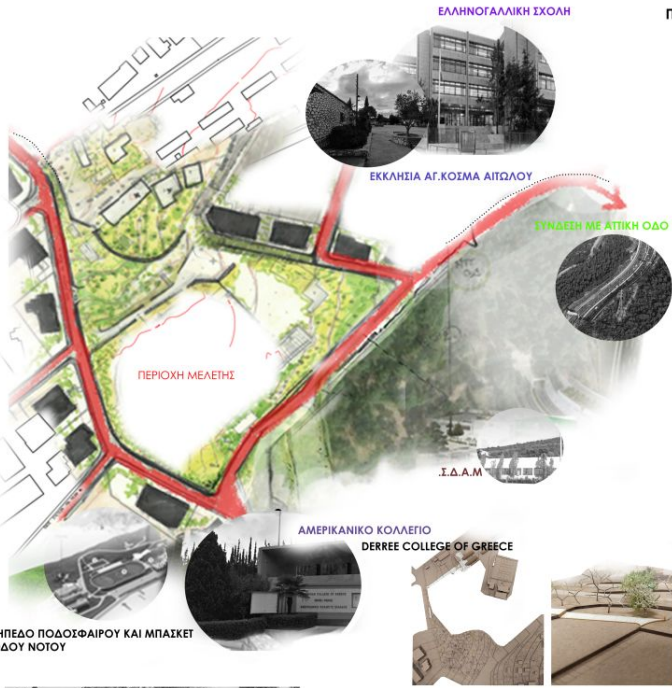 ΕΛΛΗΝΟΓΑΛΛΙΚΗ ΣΧΟΛΗ
ΕΚΚΛΗΣΙΑ ΑΓ.ΚΟΣΜΑ ΑΙΤΩΛΟΥ
ΣΥΝΔΕΣΗ ΜΕ ΑΤΤΙΚΗ ΟΔΟ
ΠΕΡΙΟΧΗ ΜΕΛΕΤΗΣ
.Σ.Δ.Α.Μ
ΑΜΕΡΙΚΑΝΙΚΟ ΚΟΛΛΕΓΙΟ
DERREE COLLEGE OF GREECE
ΗΠΕΔΟ ΠΟΔΟΣΦΑΙΡΟΥ ΚΑΙ ΜΠΑΣΚΕΤ
ΔΟΥ ΝΟΤΟΥ